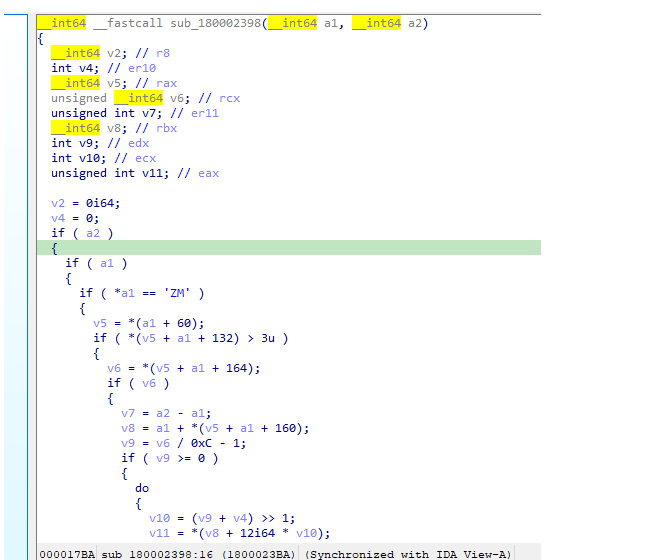 __int64 __fastcall sub_180002398(__int64 a1, __int64 a2)
{
__int64 v2; // r8
int v4; // er10
__int64 v5; // rax
unsigned __int64 v6; // rcx
unsigned int v7; // er11
__int64 v8; // rbx
int v9; // edx
int v10; // ecx
unsigned int v11; // eax
v2 = 0i64;
v4 = 0;
if ( a2 )
{
if ( a1 )
{
if ( *a1 == 'ZM' )
{
v5 = *(a1 + 60);
if ( *(v5 + a1 + 132) > 3u )
{
v6 = *(v5 + a1 + 164);
if ( v6 )
{
v7 = a2 - a1;
v8 = a1 + *(v5 + a1 + 160);
v9 = v6 / 0xC - 1;
if ( v9 >= 0 )
{
do
{
v10 = (v9 + v4) >> 1;
v11 = *(v8 + 12i64 * v10);
000017BA sub_180002398:16 (1800023BA) (Synchronized with IDA View-A)